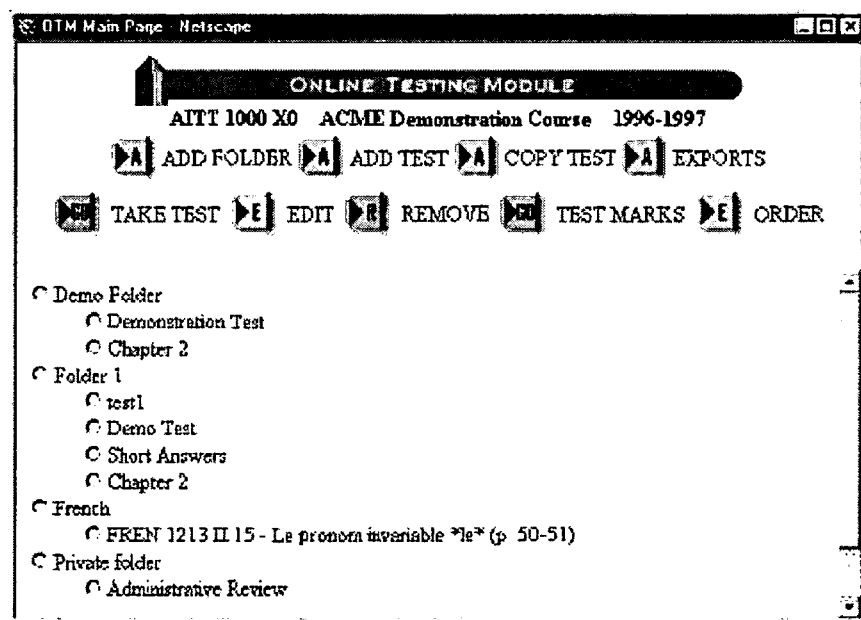 OTM Main Page - Netscape
ONLINE TESTING MODULE
AITT 1000 X0 ACME Demonstration Course 1996-1997
A ADD FOLDER A ADD TEST A COPY TEST A EXPORTS
GO TAKE TEST E EDIT R REMOVE GO TEST MARKS E ORDER
Demo Folder
Demonstration Test
Chapter 2
Folder 1
test1
Demo Test
Short Answers
Chapter 2
French
FREN 1213 II 15 - Le pronom invariable *le* (p. 50-51)
Private folder
Administrative Review